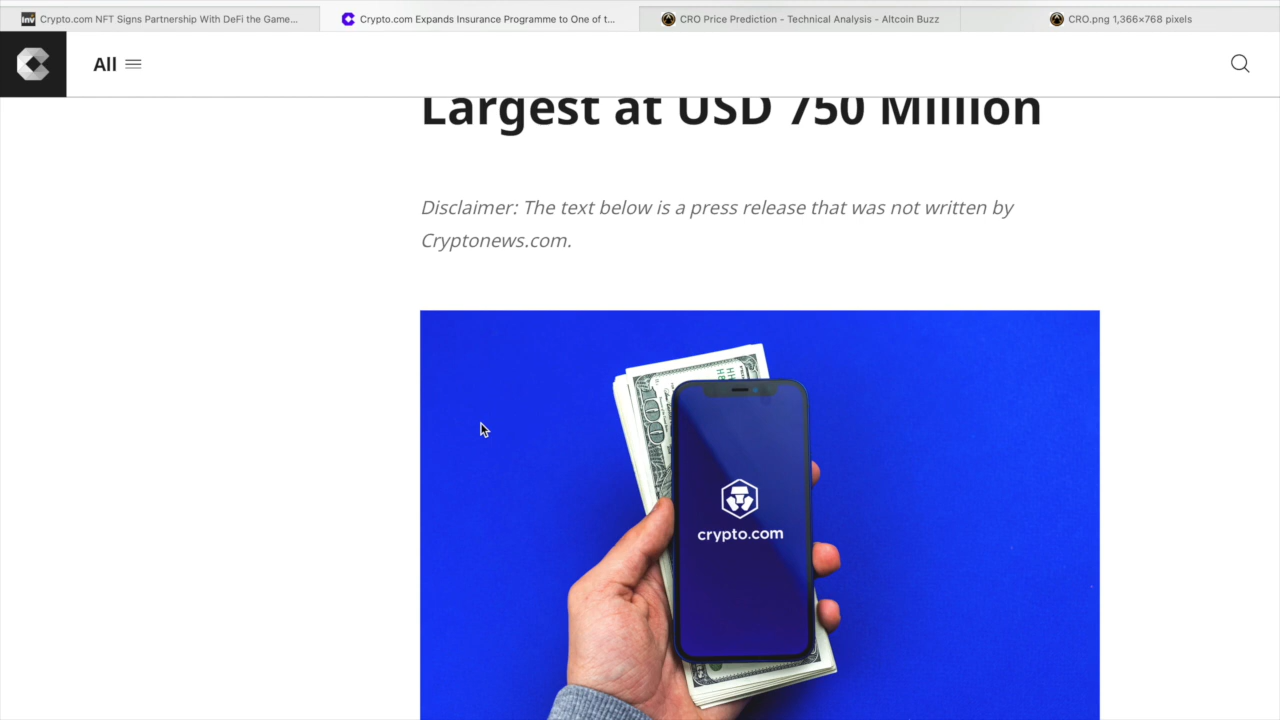 Crypto.com NFT Signs Partnership With DeFi the Game...
Crypto.com Expands Insurance Programme to One of t...
CRO Price Prediction - Technical Analysis - Altcoin Buzz
CRO.png 1,366×768 pixels
All
Largest at USD 750 Million
Disclaimer: The text below is a press release that was not written by
Cryptonews.com.
100
crypto.com